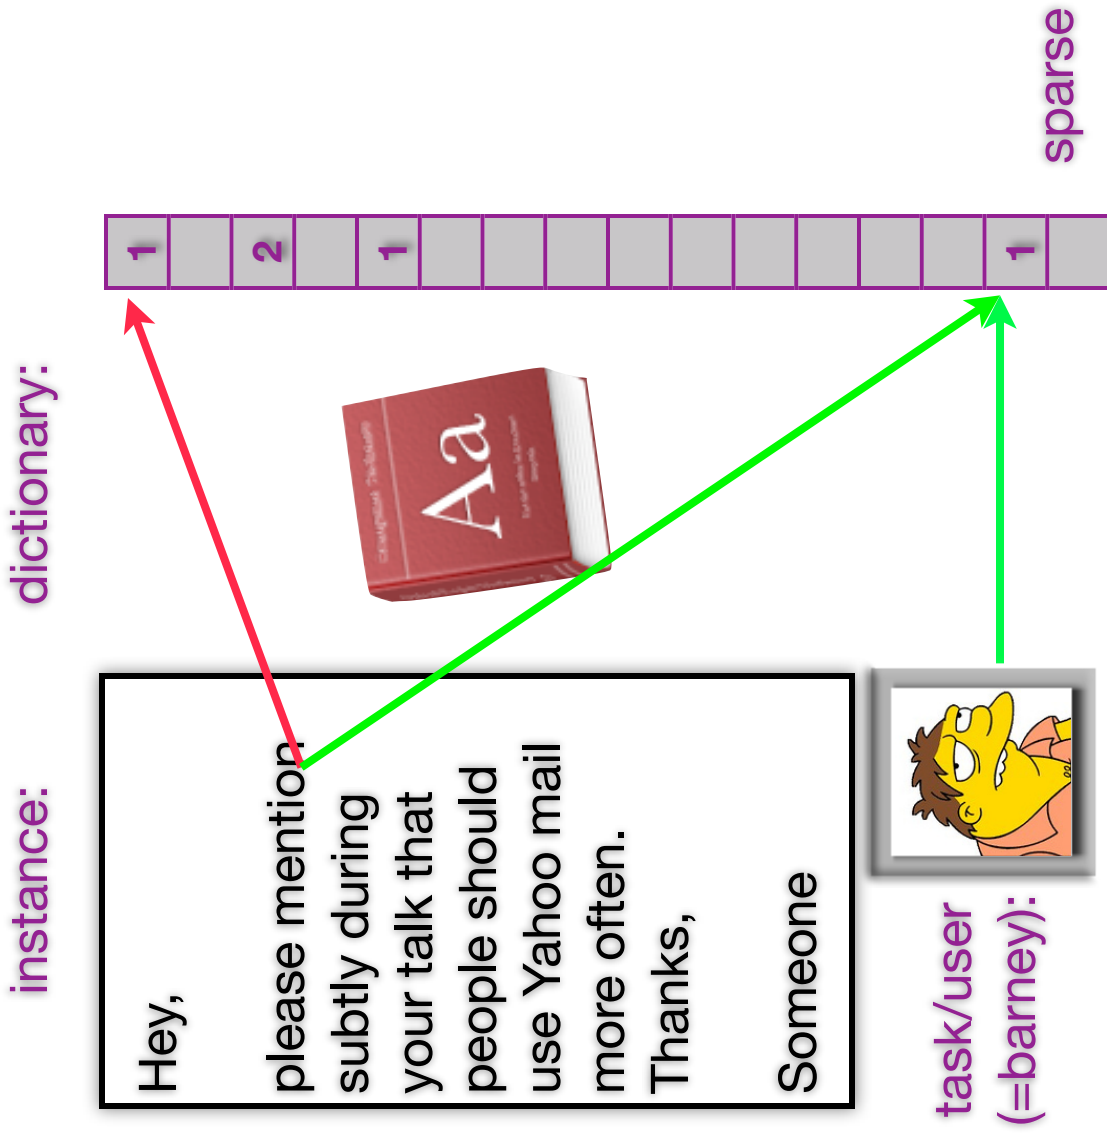 instance:
dictionary:
Hey,
please mention
subtly during
your talk that
people should
use Yahoo mail
more often.
Thanks,
Someone
Aa
1
2
1
1
task/user
(=barney):
sparse